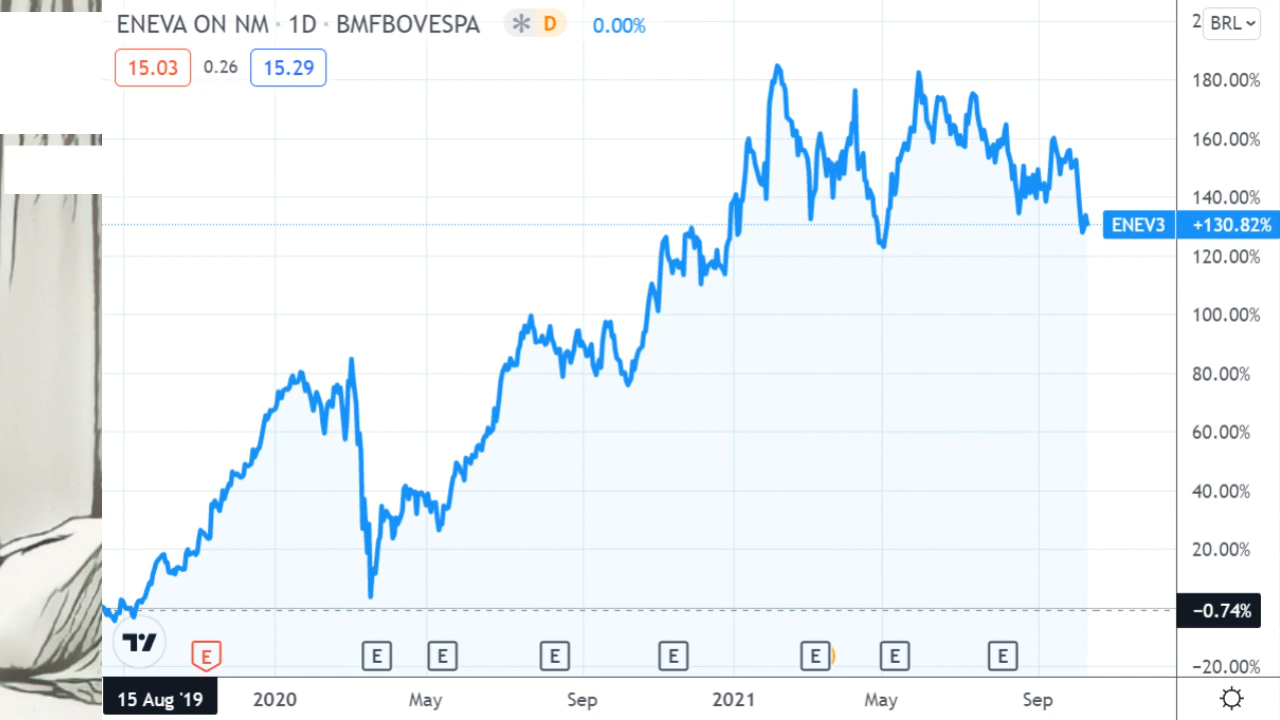 ENEVA ON NM · 1D · BMFBOVESPA D 0.00%
15.03 0.26 15.29
2 BRL
180.00%
160.00%
140.00%
ENEV3 +130.82%
120.00%
100.00%
80.00%
60.00%
40.00%
20.00%
−0.74%
−20.00%
E E E E E E E E
15 Aug '19 2020 May Sep 2021 May Sep